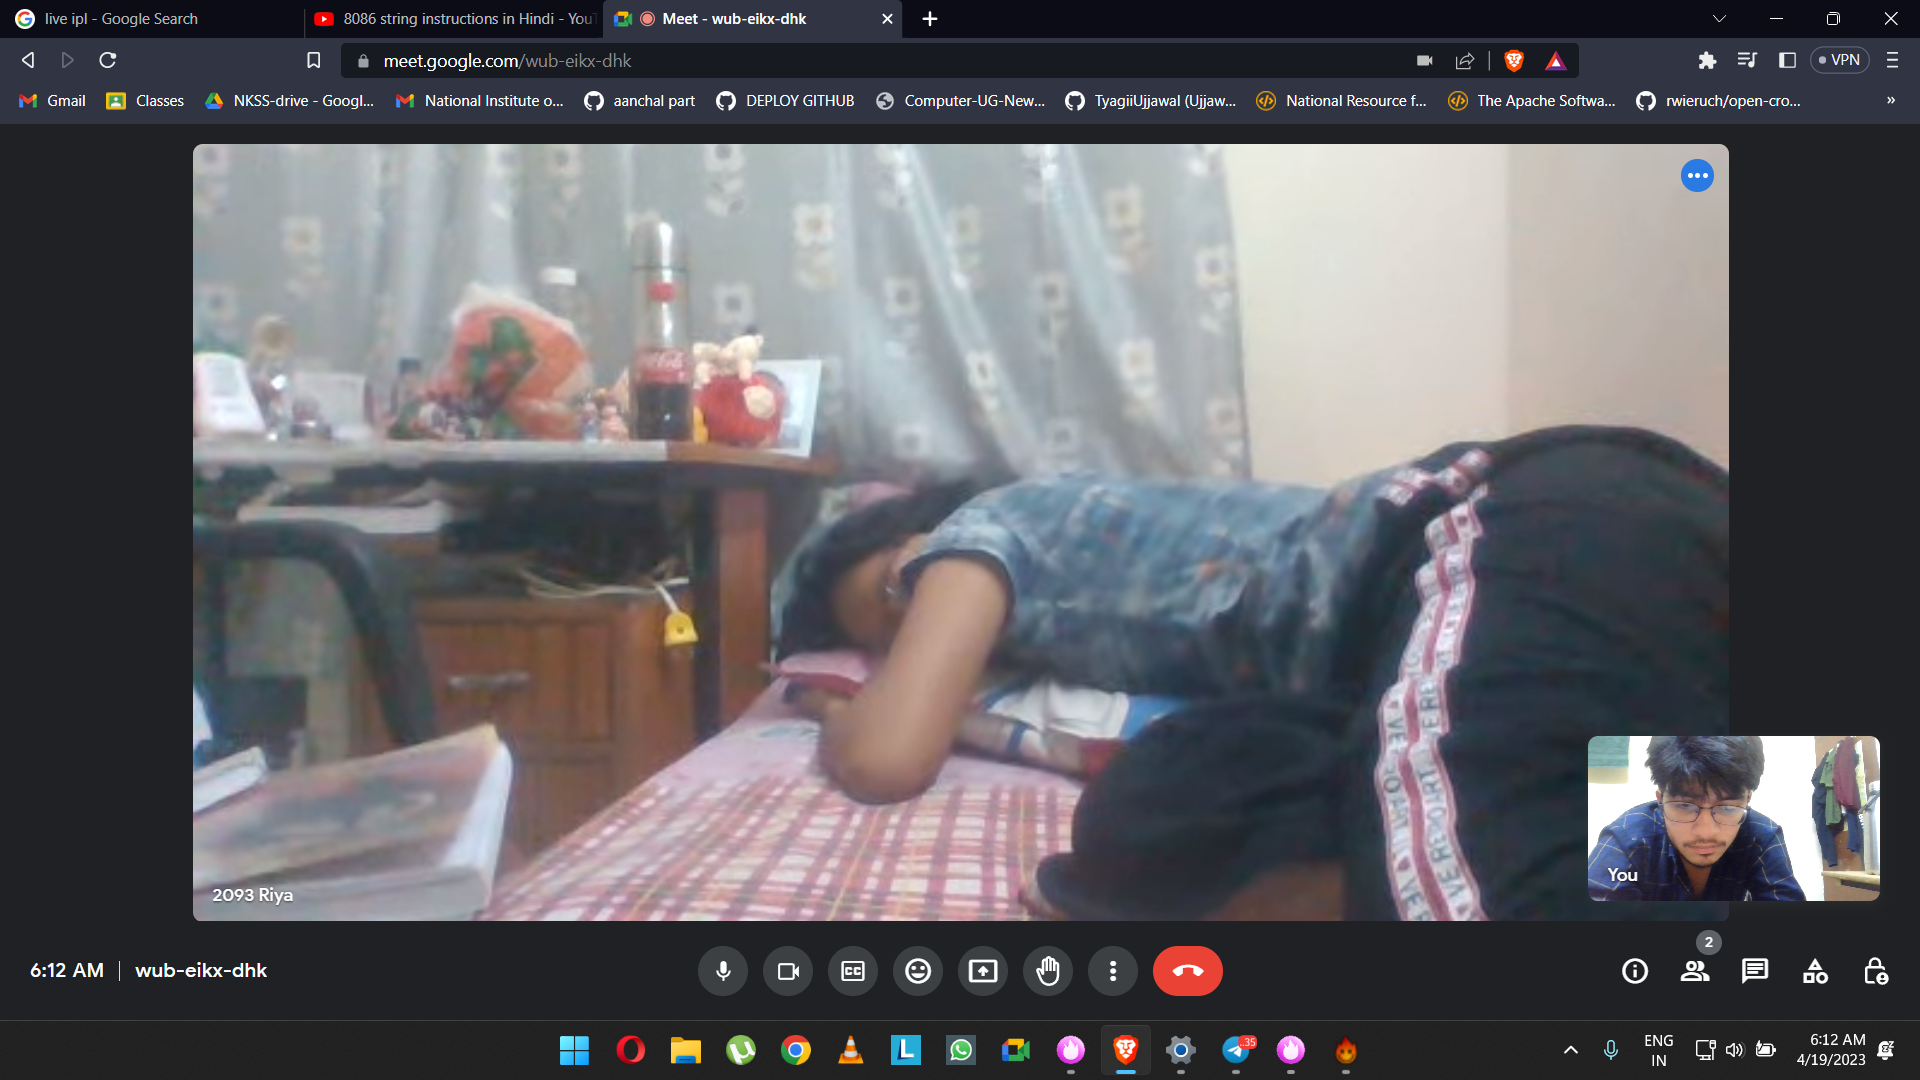 live ipl - Google Search
8086 string instructions in Hindi - You
Meet - wub-eikx-dhk
meet.google.com/wub-eikx-dhk
VPN
Gmail
Classes
NKSS-drive - Googl...
National Institute o...
aanchal part
DEPLOY GITHUB
Computer-UG-New...
TyagiiUjjawal (Ujjaw...
National Resource f...
The Apache Softwa...
rwieruch/open-cro...
»
Coca-Cola
2093 Riya
You
6:12 AM | wub-eikx-dhk
CC
2
L
35
ENG
IN
6:12 AM
4/19/2023